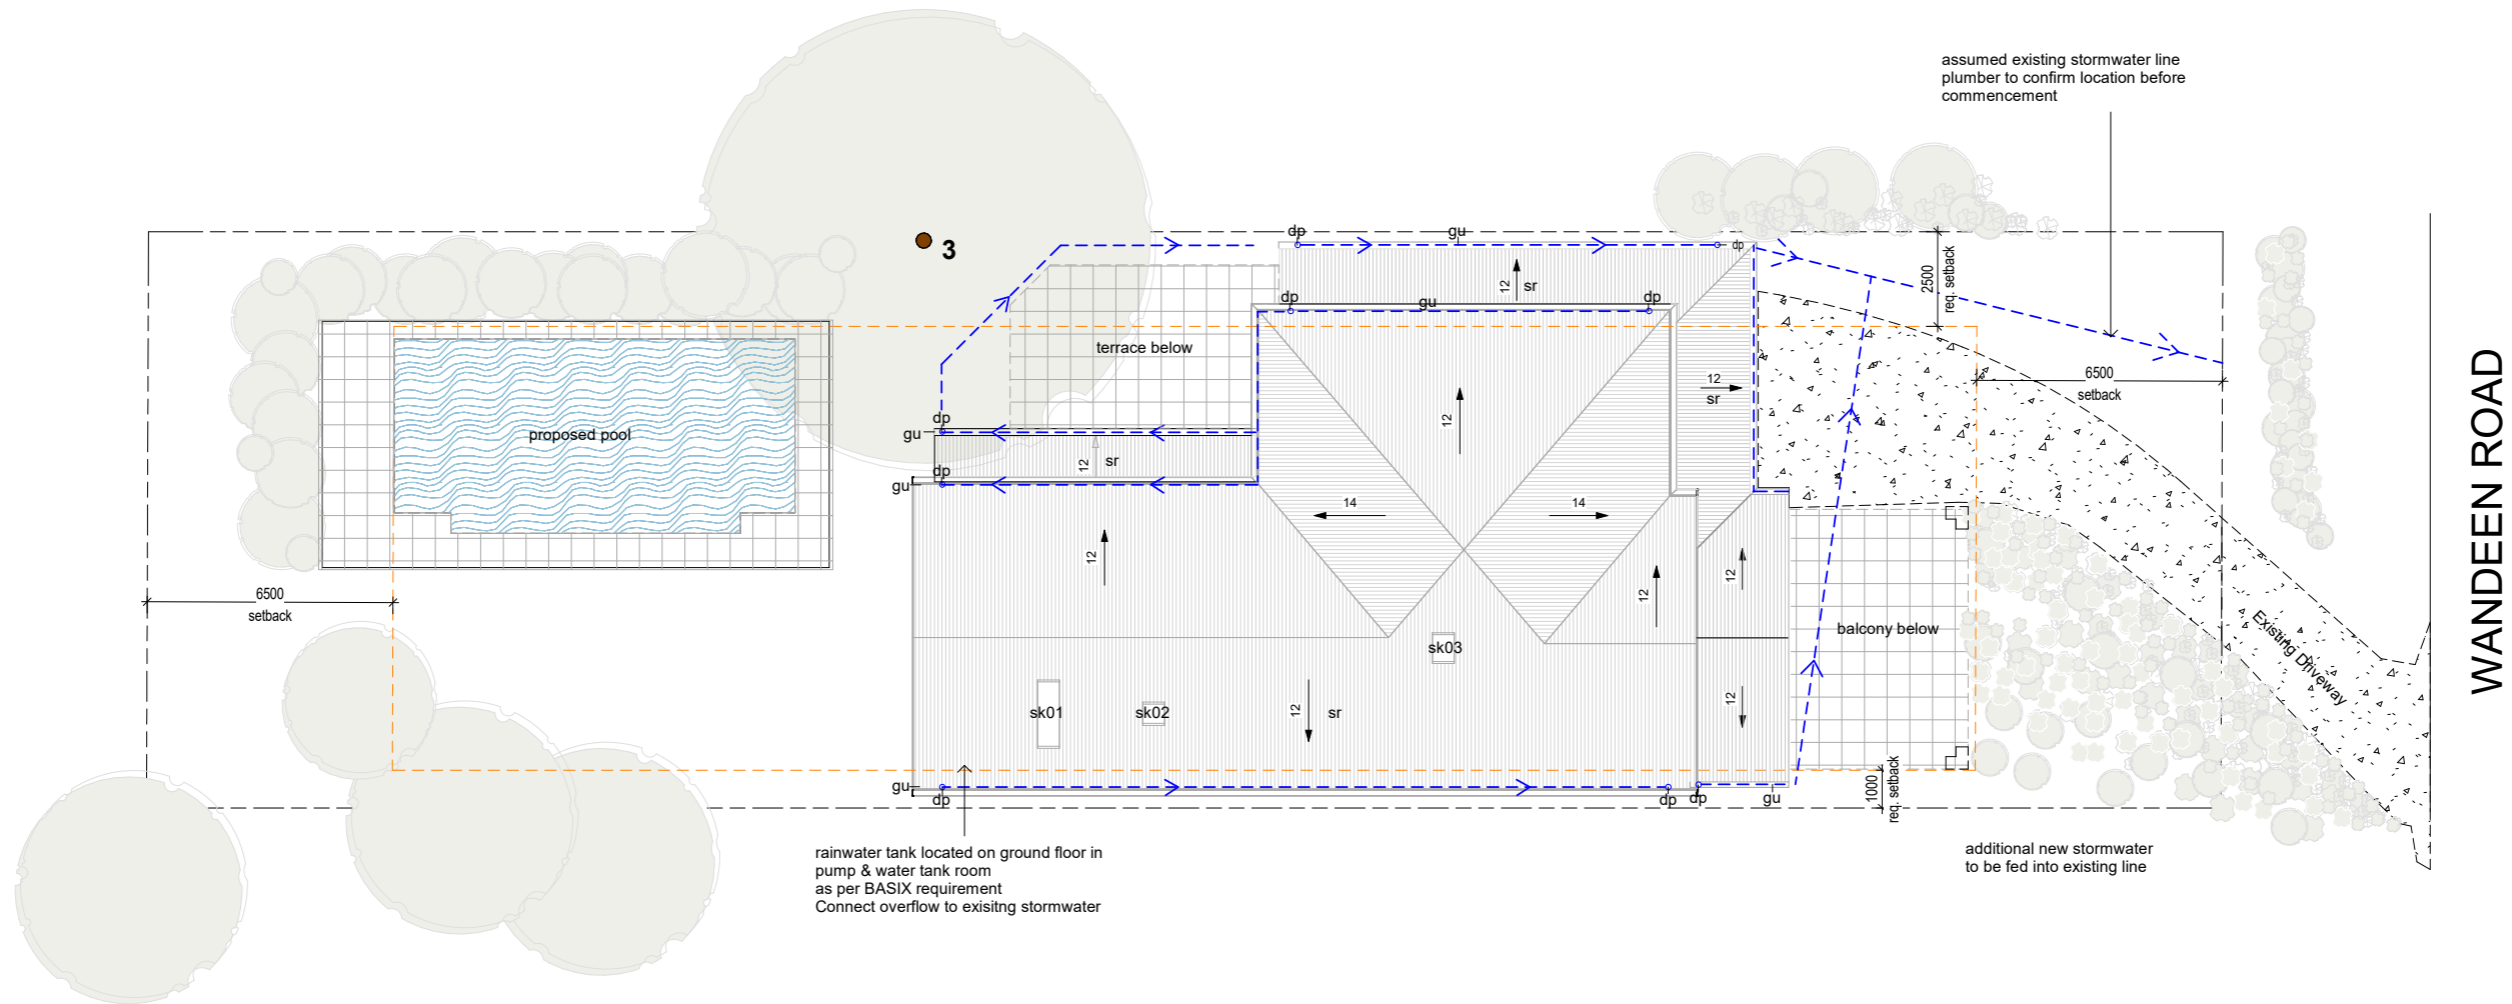 assumed existing stormwater line
plumber to confirm location before
commencement
WANDEEN ROAD
3
dp
gu
dp
2500
req. setback
12
sr
dp
gu
dp
terrace below
12
sr
6500
setback
dp
gu
12
sr
12
proposed pool
dp
gu
14
14
12
12
12
6500
setback
balcony below
Existing Driveway
sk03
sk01
sk02
12
sr
12
gu
dp
dp
dp
gu
1000
req. setback
rainwater tank located on ground floor in
pump & water tank room
as per BASIX requirement
Connect overflow to exisitng stormwater
additional new stormwater
to be fed into existing line